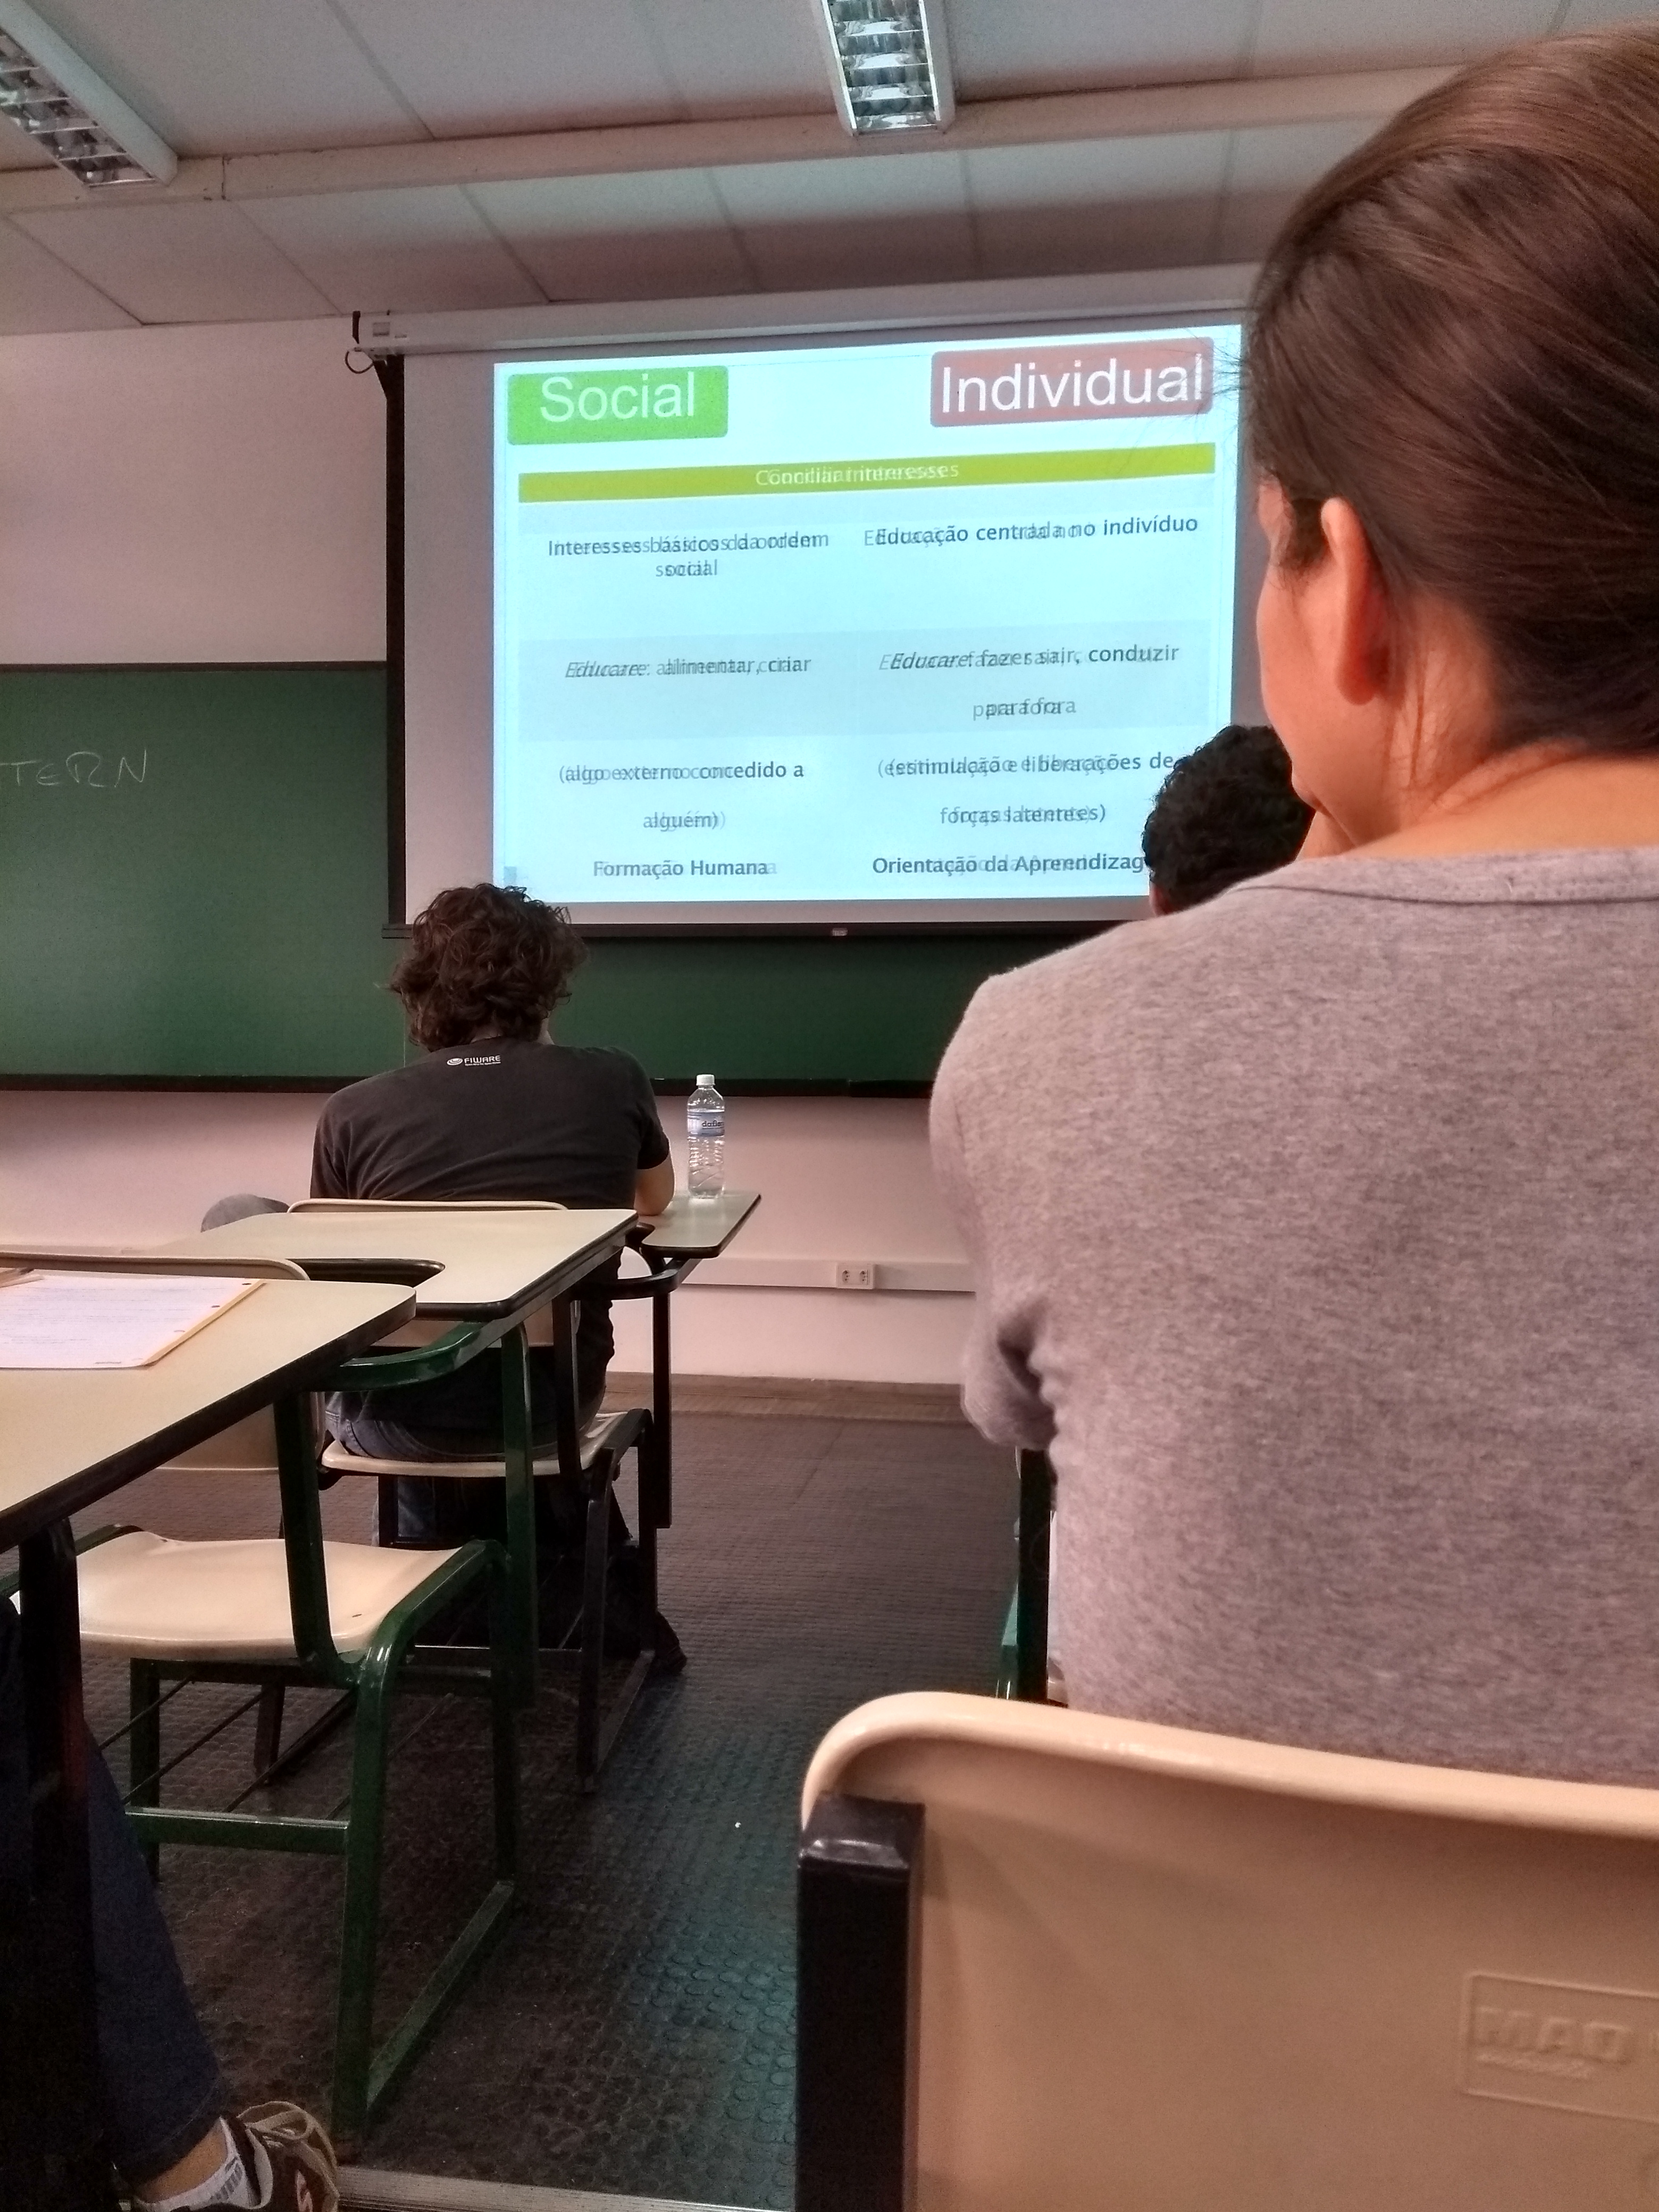 Social
Individual
Conciliar interesses
Interesses básicos da ordem
social
Educação centrada no indivíduo
Educare: alimentar, criar
Educare: fazer sair, conduzir
para fora
(algo externo concedido a
alguém)
(estimulação e liberações de
forças latentes)
Formação Humana
Orientação da Aprendizag
TERN
FIWARE